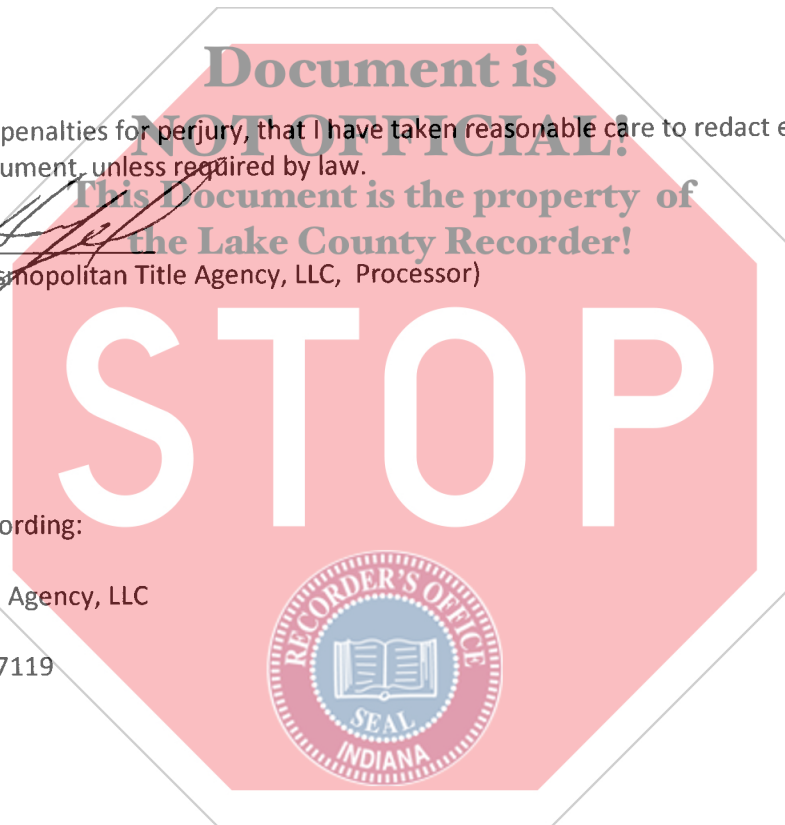 Document is
penalties for perjury, that I have taken reasonable care to redact e
NOT OFFICIAL!
ument, unless required by law.
This Document is the property of
the Lake County Recorder!
smopolitan Title Agency, LLC, Processor)
STOP
ording:
Agency, LLC
7119
RECORDER'S OFFICE
SEAL
INDIANA